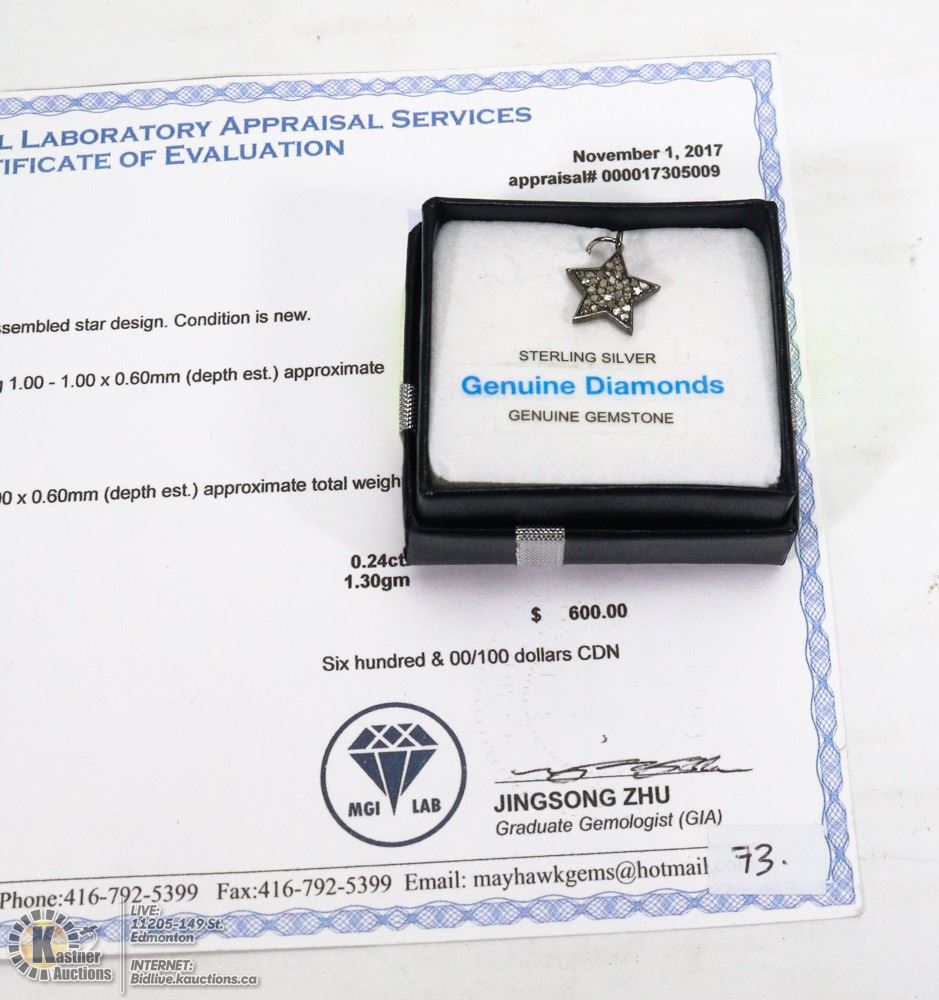 L LABORATORY APPRAISAL SERVICES
TIFICATE OF EVALUATION
November 1, 2017
appraisal# 000017305009
ssembled star design. Condition is new.
1.00 - 1.00 x 0.60mm (depth est.) approximate
00 x 0.60mm (depth est.) approximate total weigh
STERLING SILVER
Genuine Diamonds
GENUINE GEMSTONE
0.24ct
1.30gm
$ 600.00
Six hundred & 00/100 dollars CDN
MGI LAB
JINGSONG ZHU
Graduate Gemologist (GIA)
73.
Phone:416-792-5399 Fax:416-792-5399 Email: mayhawkgems@hotmail
Kastner Auctions
LIVE:
11205-149 St.
Edmonton
INTERNET:
Bidlive.kauctions.ca